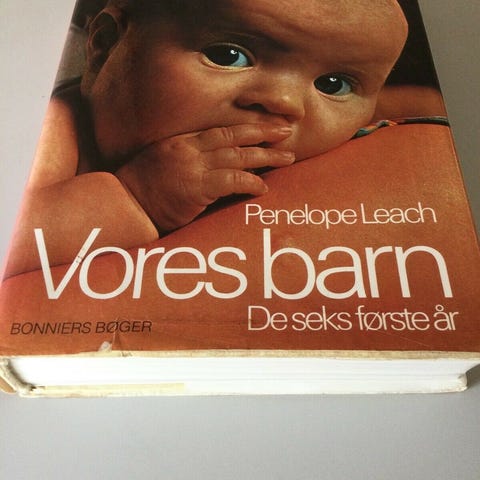 Penelope Leach
Vores barn
De seks første år
BONNIERS BØGER